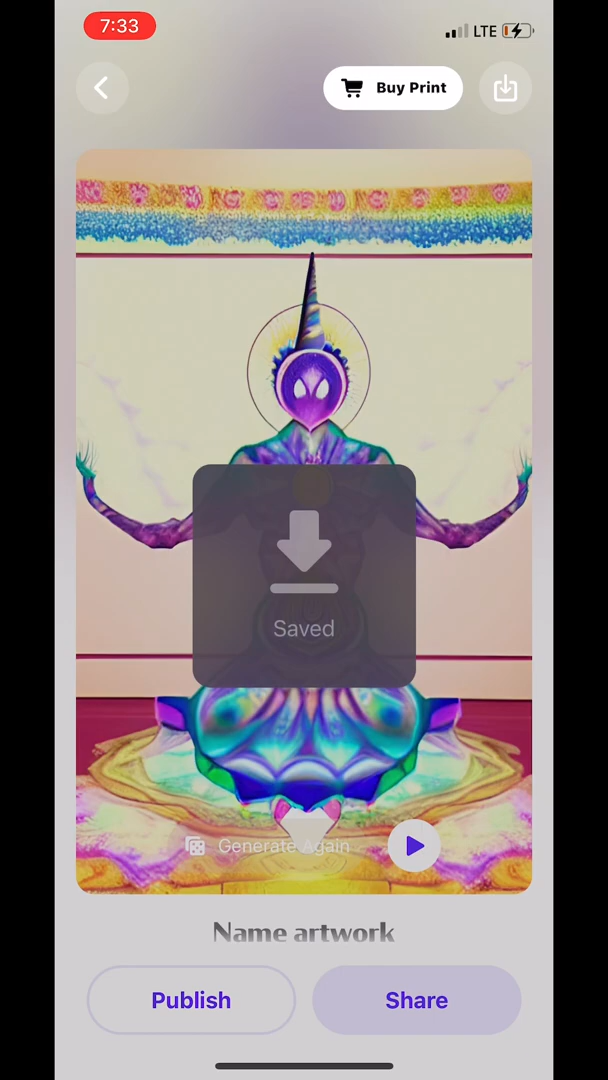 7:33
LTE
Buy Print
Saved
Generate Again
Name artwork
Publish
Share